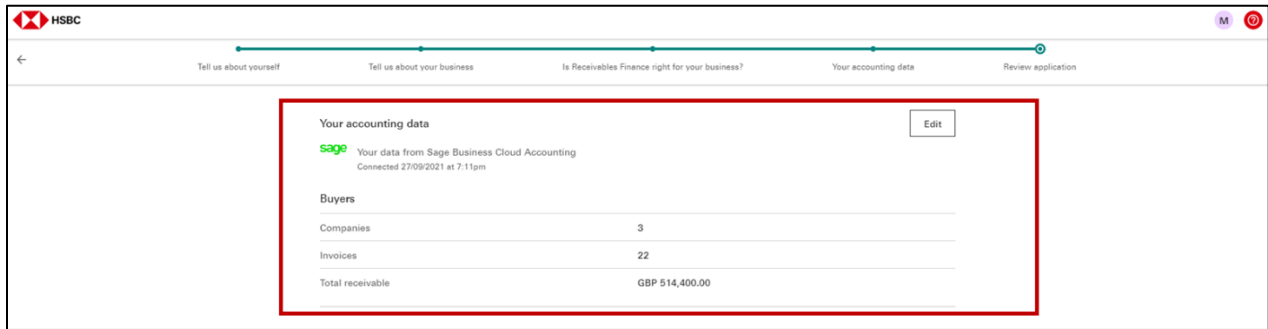 HSBC
M
?
←
Tell us about yourself
Tell us about your business
Is Receivables Finance right for your business?
Your accounting data
Review application
Your accounting data
Edit
sage Your data from Sage Business Cloud Accounting
Connected 27/09/2021 at 7:11pm
Buyers
Companies 3
Invoices 22
Total receivable GBP 514,400.00